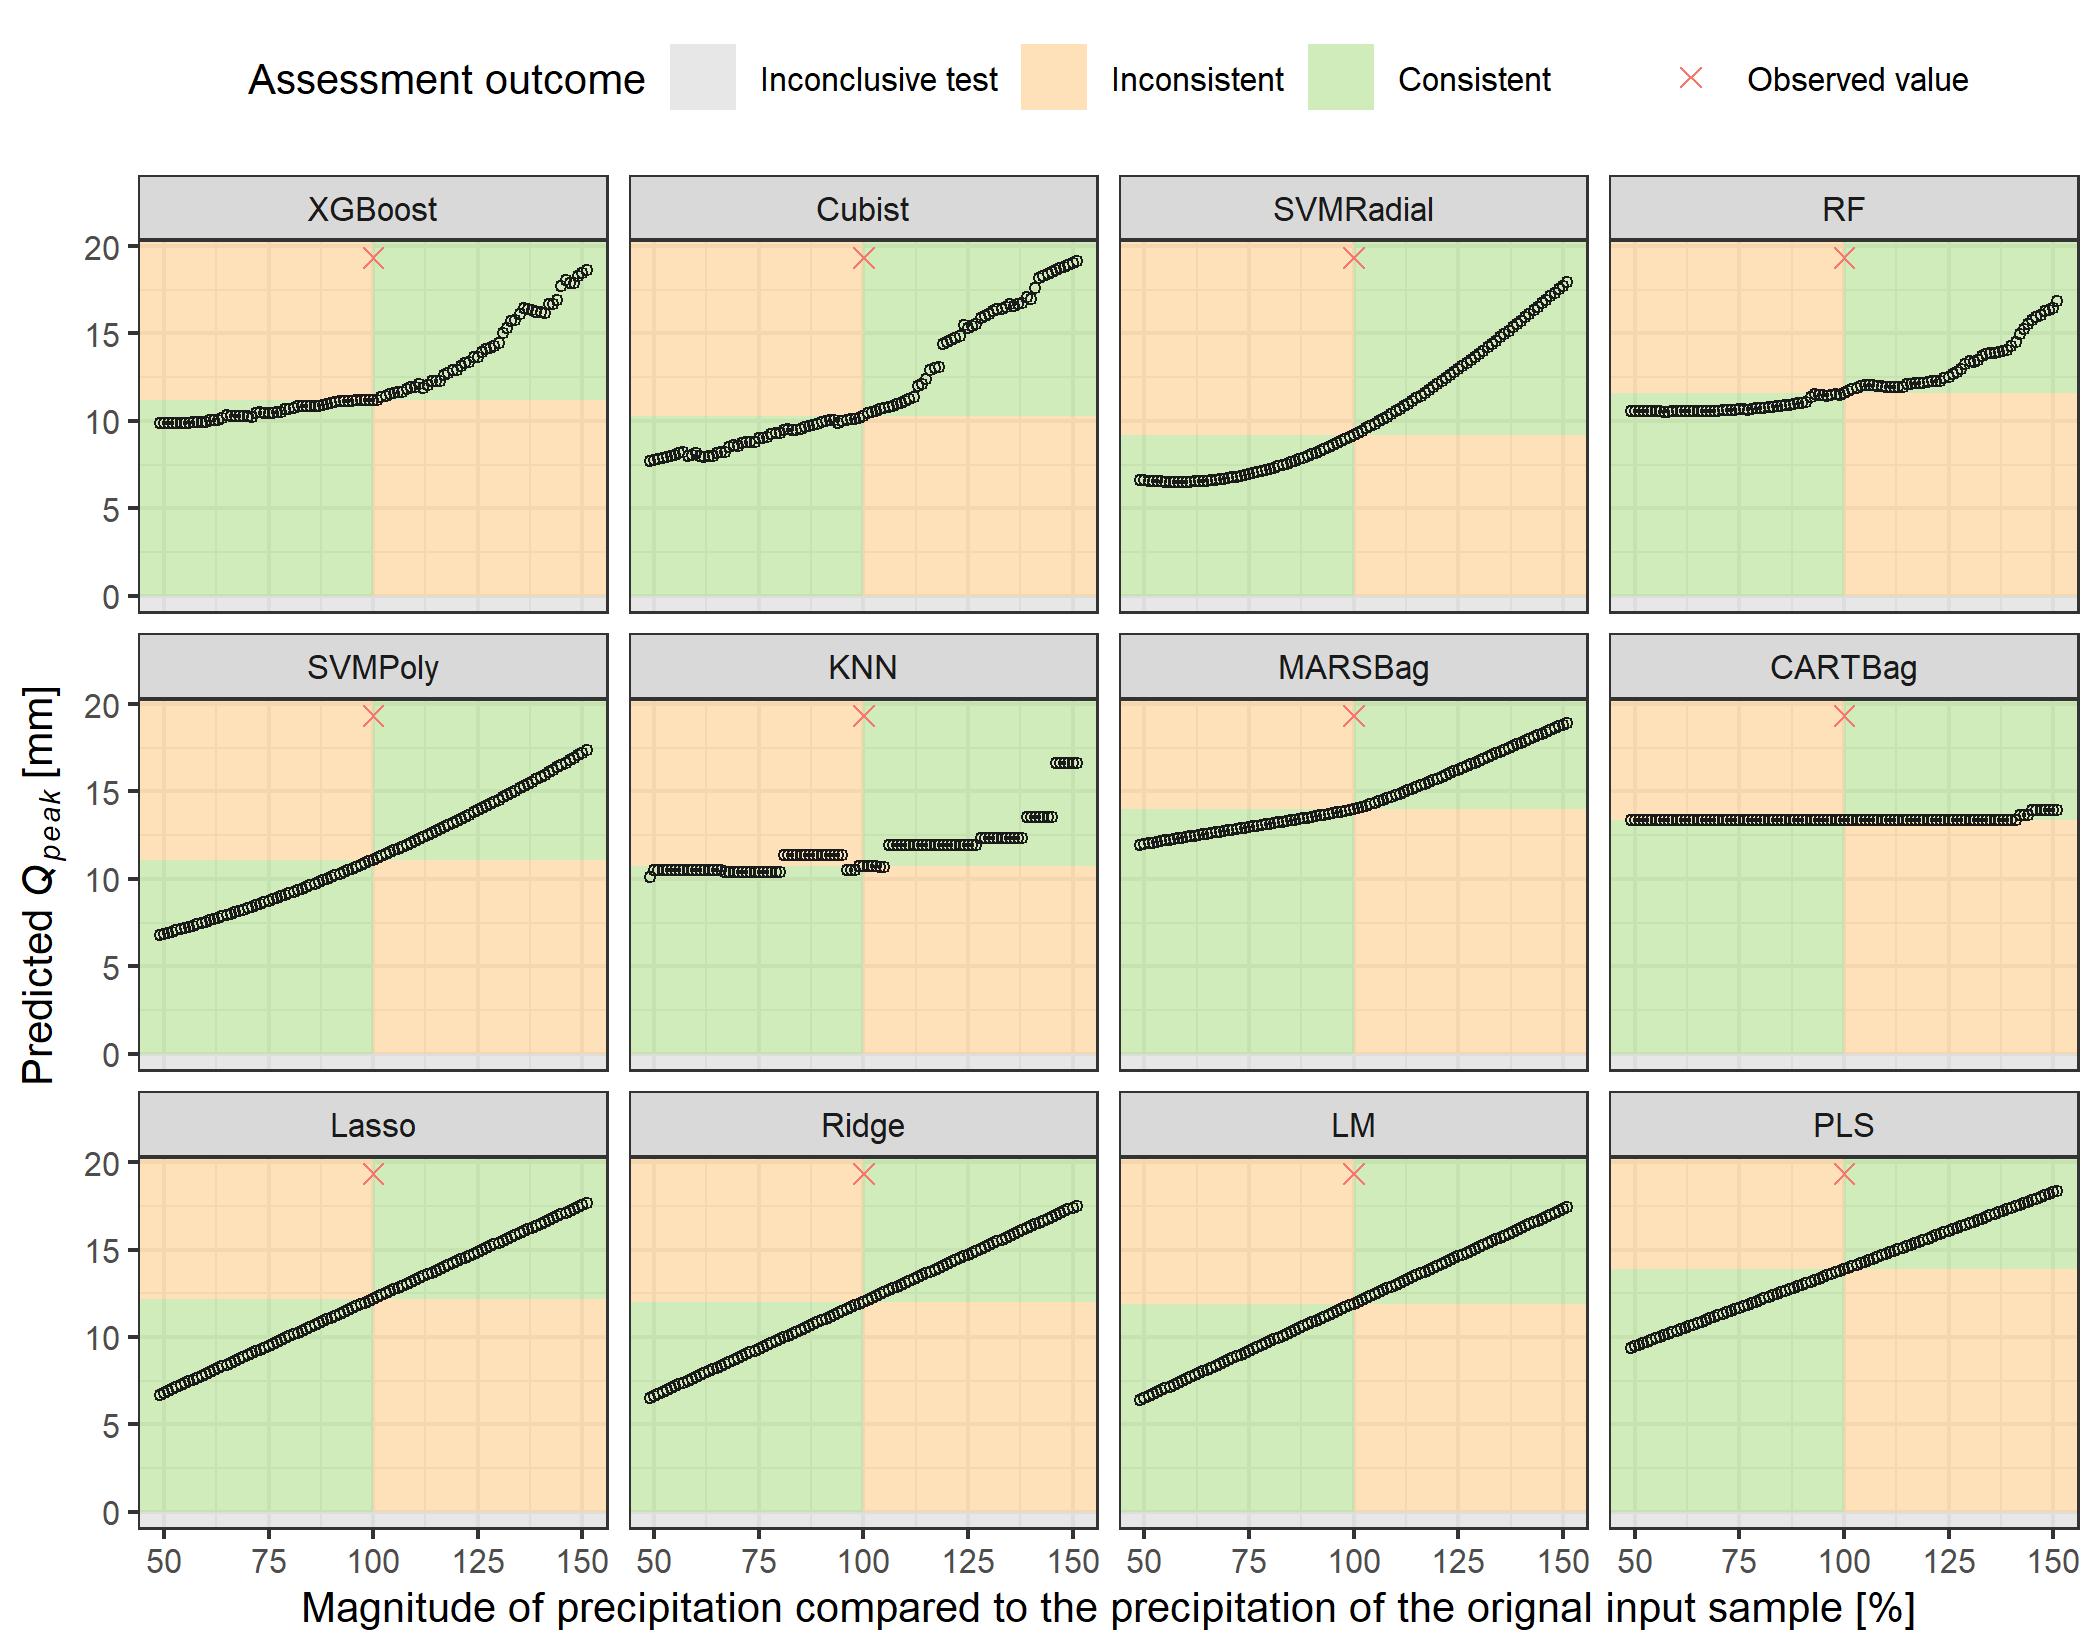 Assessment outcome Inconclusive test Inconsistent Consistent Observed value
XGBoost Cubist SVMRadial RF
20
15
10
5
0
SVMPoly KNN MARSBag CARTBag
20
15
10
5
0
Predicted Qpeak [mm]
Lasso Ridge LM PLS
20
15
10
5
0
50 75 100 125 150 50 75 100 125 150 50 75 100 125 150 50 75 100 125 150
Magnitude of precipitation compared to the precipitation of the orignal input sample [%]